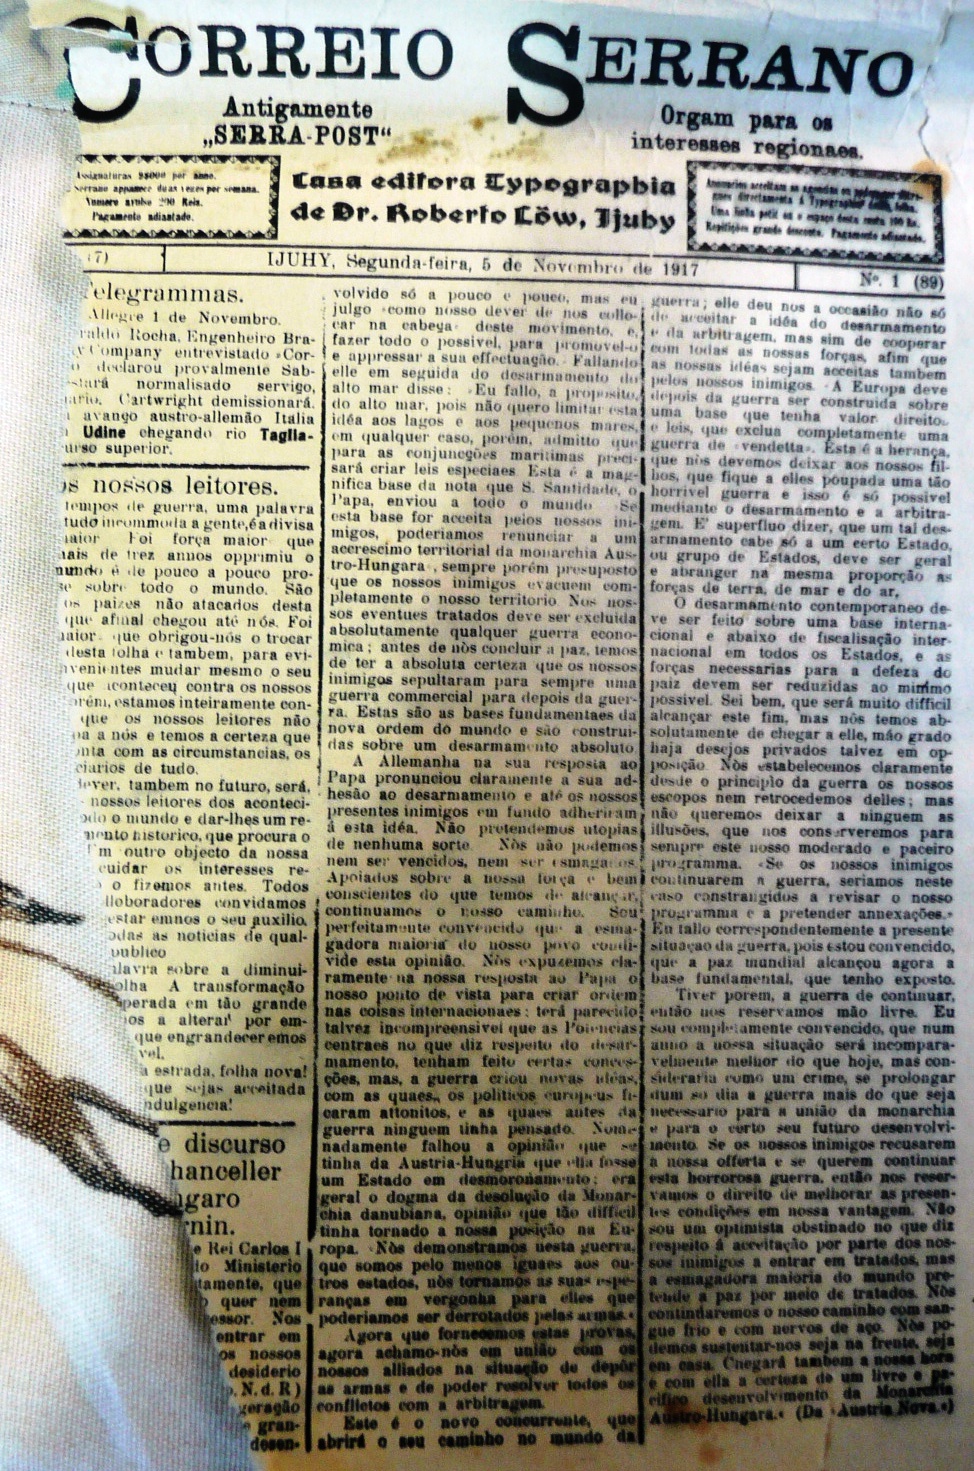 CORREIO SERRANO
Antigamente
„SERRA-POST“
Orgam para os
interesses regionaes.
Assignaturas 9$000 por anno.
Serrano apparece duas vezes por semana.
Numero avulso 200 Reis.
Pagamento adiantado.
Casa editora Typographia
de Dr. Roberto Löw, Ijuhy
Repitições grande desconto. Pagamento adiantado.
IJUHY, Segunda-feira, 5 de Novembro de 1917
Nº. 1 (89)
Telegrammas.
Allegre 1 de Novembro.
Rocha, Engenheiro Bra-
Company entrevistado »Cor-
declarou provalmente Sab-
normalisado serviço,
Cartwright demissionará.
avanço austro-allemão Italia
Udine chegando rio Taglia-
superior.
os nossos leitores.
tempos de guerra, uma palavra
tudo incommoda a gente, é a divisa
maior Foi força maior que
mais de trez annos opprimiu o
mundo é de pouco a pouco pro-
sobre todo o mundo. São
os paizes não atacados desta
que afinal chegou até nós. Foi
maior que obrigou-nós o trocar
desta folha e tambem, para evi-
mudar mesmo o seu
que aconteceu contra os nossos
estamos inteiramente con-
que os nossos leitores não
a nós e temos a certeza que
com as circumstancias, os
de tudo.
tambem no futuro, será,
nossos leitores dos aconteci-
o mundo e dar-lhes um re-
historico, que procura o
outro objecto da nossa
cuidar os interesses re-
o fizemos antes. Todos
convidamos
o seu auxilio,
as noticias de qual-
publico
sobre a diminui-
A transformação
em tão grande
a alterar por em-
que engrandeceremos
a estrada, folha nova!
que sejas acceitada
indulgencia!
discurso
e Rei Carlos I
Ministerio
que
quer nem
Nos
entrar em
os nossos
desiderio
N. d. R )
geração
gran-
desen-
volvido só a pouco e pouco, mas eu
julgo »como nosso dever de nos collo-
car na cabeça« deste movimento, e
fazer todo o possivel, para promovel-o
e appressar a sua effectuação. Fallando
elle em seguida do desarmamento do
alto mar disse: »Eu fallo, a proposito,
do alto mar, pois não quero limitar esta
idéa aos lagos e aos pequenos mares,
em qualquer caso, porém, admitto que
para as conjuncções maritimas preci-
sará criar leis especiaes Esta é a mag-
nifica base da nota que S. Santidade, o
Papa, enviou a todo o mundo Se
esta base for acceita pelos nossos ini-
migos, poderiamos renunciar a um
accrescimo territorial da monarchia Aus-
tro-Hungara, sempre porém presuposto
que os nossos inimigos evacuem com-
pletamente o nosso territorio Nos nos-
sos eventues tratados deve ser excluida
absolutamente qualquer guerra econo-
mica; antes de nòs concluir a paz, temos
de ter a absoluta certeza que os nossos
inimigos sepultaram para sempre uma
guerra commercial para depois da guer-
ra. Estas são as bases fundamentaes da
nova ordem do mundo e são construi-
das sobre um desarmamento absoluto.
A Allemanha na sua resposta ao
Papa pronunciou claramente a sua ad-
hesão ao desarmamento e até os nossos
presentes inimigos em fundo adheriram
á esta idéa. Não pretendemos utopias
de nenhuma sorte Nòs não podemos
nem ser vencidos, nem ser esmagados.
Apoiados sobre a nossa força e bem
conscientes do que temos de alcançar,
continuamos o nosso caminho. Sou
perfeitamente convencido que a esma-
gadora maioria do nosso povo condi-
vide esta opinião. Nòs expuzemos cla-
ramente na nossa resposta ao Papa o
nosso ponto de vista para criar ordem
nas coisas internacionaes; terá parecido
talvez incomprensivel que as Potencias
centraes no que diz respeito do desar-
mamento, tenham feito certas conces-
ções, mas, a guerra criou novas idéas,
com as quaes, os politicos europeus fi-
caram attonitos, e as quaes antes da
guerra ninguem tinha pensado. Nome-
nadamente falhou a opinião que se
tinha da Austria-Hungria que ella fosse
um Estado em desmoronamento; era
geral o dogma da desolução da Monar-
chia danubiana, opinião que tão difficil
tinha tornado a nossa posição na Eu-
ropa. »Nòs demonstramos nesta guerra,
que somos pelo menos iguaes aos ou-
tros estados, nòs tornamos as suas espe-
ranças em vergonha para elles que
poderiamos ser derrotados pelas armas.«
Agora que fornecemos estas provas,
agora achamo-nòs em união com os
nossos alliados na situação de depôr
as armas e de poder resolver todos os
conflictos com a arbitragem.
Este é o novo concurrente, que
abrirá o seu caminho no mundo da
guerra; elle deu nos a occasião não só
de acceitar a idéa do desarmamento
e da arbitragem, mas sim de cooperar
com todas as nossas forças, afim que
as nossas idéas sejam acceitas tambem
pelos nossos inimigos. »A Europa deve
depois da guerra ser construida sobre
uma base que tenha valor direito.
e leis, que exclua completamente uma
guerra de »vendetta«. Esta é a herança,
que nòs devemos deixar aos nossos fil-
hos, que fique a elles poupada uma tão
horrivel guerra e isso é só possivel
mediante o desarmamento e a arbitra-
gem. E' superfluo dizer, que um tal des-
armamento cabe só a um certo Estado,
ou grupo de Estados, deve ser geral
e abranger na mesma proporção as
forças de terra, de mar e do ar.
O desarmamento contemporaneo de-
ve ser feito sobre uma base interna-
cional e abaixo de fiscalisação inter-
nacional em todos os Estados, e as
forças necessarias para a defeza do
paiz devem ser reduzidas ao minimo
possivel. Sei bem, que será muito difficil
alcançar este fim, mas nós temos ab-
solutamente de chegar a elle, máo grado
haja desejos privados talvez em op-
posição. Nòs estabelecemos claramente
desde o principlo da guerra os nossos
escopos nem retrocedemos delles; mas
não queremos deixar a ninguem as
illusões, que nos conserveremos para
sempre este nosso moderado e paceiro
programma. »Se os nossos inimigos
continuarem a guerra, seriamos neste
caso constrangidos a revisar o nosso
programma e a pretender annexações.«
Eu fallo correspondentemente a presente
situação da guerra, pois estou convencido,
que a paz mundial alcançou agora a
base fundamental, que tenho exposto.
Tiver porem, a guerra de continuar,
então nos reservamos mão livre. Eu
sou completamente convencido, que num
anno a nossa situação será incompara-
velmente melhor do que hoje, mas con-
sideraria como um crime, se prolongar
dum so dia a guerra mais do que seja
necessario para a união da monarchia
e para o certo seu futuro desenvolvi-
mento. Se os nossos inimigos recusarem
a nossa offerta e se querem continuar
esta horrorosa guerra, então nos reser-
vamos o direito de melhorar as presen-
tes condições em nossa vantagem. Não
sou um optimista obstinado no que diz
respeito á acceitação por parte dos nos-
sos inimigos a entrar em tratados, mas
a esmagadora maioria do mundo pre-
tende a paz por meio de tratados. Nòs
contindaremos o nosso caminho com san-
gue frio e com nervos de aço. Nòs po-
demos sustentar-nos seja na frente, seja
em casa. Chegará tambem a nossa hora
e com ella a certeza de um livre e pa-
cifico desenvolvimento da Monarchia
Austro-Hungara.« (Da »Austria Nova.«)